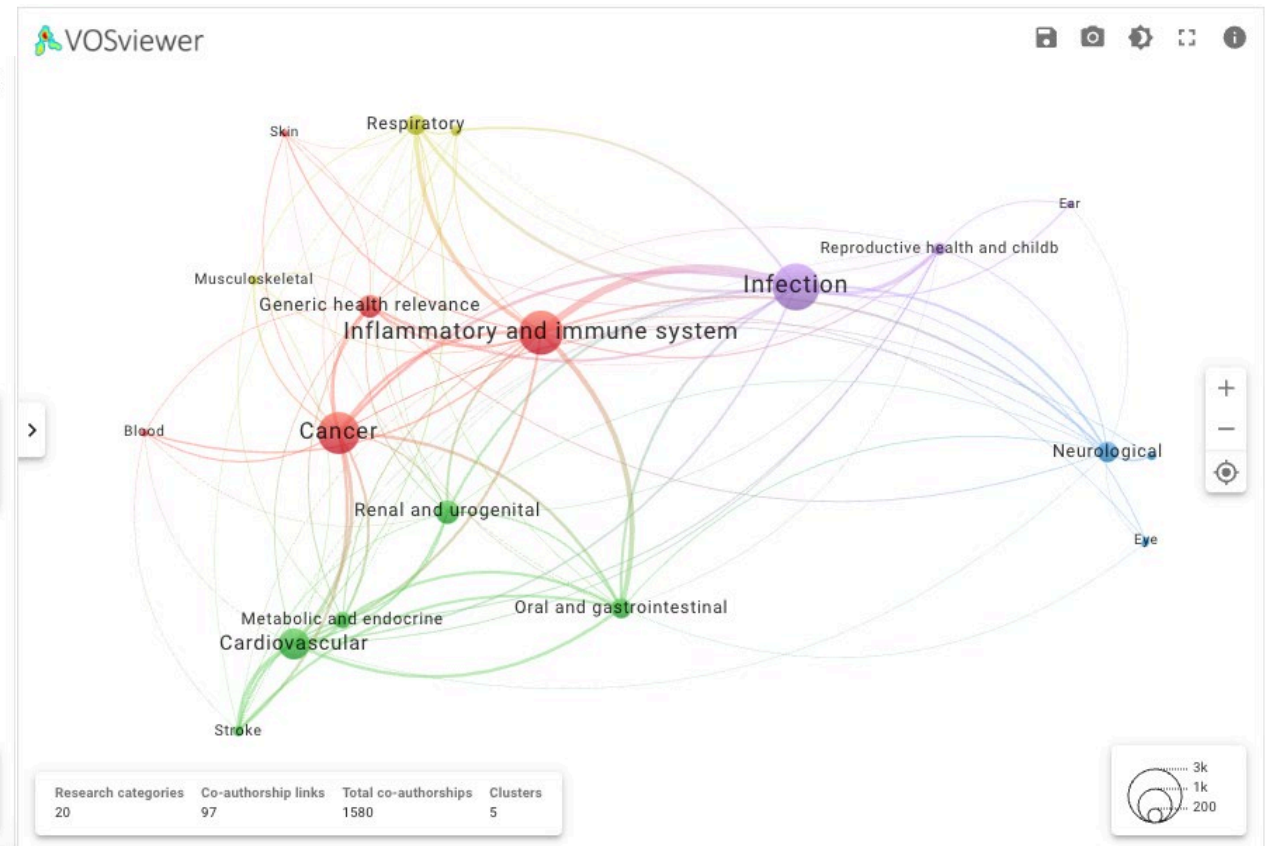 VOSviewer
Respiratory
Skin
Ear
Reproductive health and childb
Musculoskeletal
Infection
Generic health relevance
Inflammatory and immune system
Blood
Cancer
Neurological
Renal and urogenital
Eye
Oral and gastrointestinal
Metabolic and endocrine
Cardiovascular
Stroke
Research categories Co-authorship links Total co-authorships Clusters
20 97 1580 5
3k
1k
200